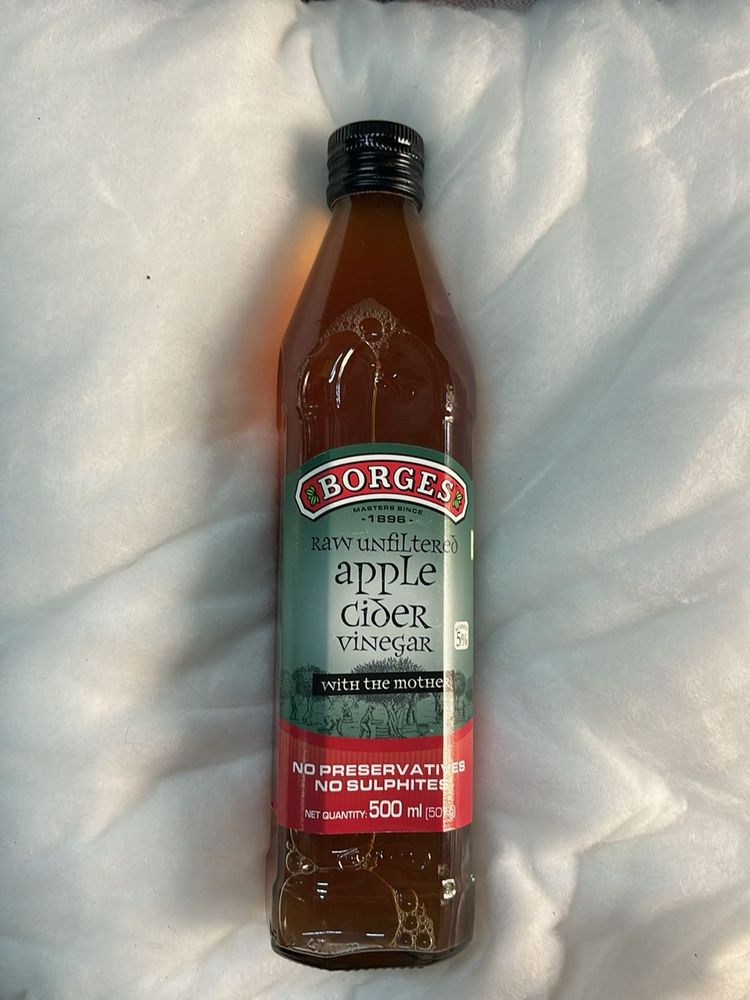 BORGES
MASTERS SINCE
-1896-
RAW UNFILTERED
APPLE
CIDER
VINEGAR
5%
WITH THE MOTHER
NO PRESERVATIVES
NO SULPHITES
NET QUANTITY: 500 ml